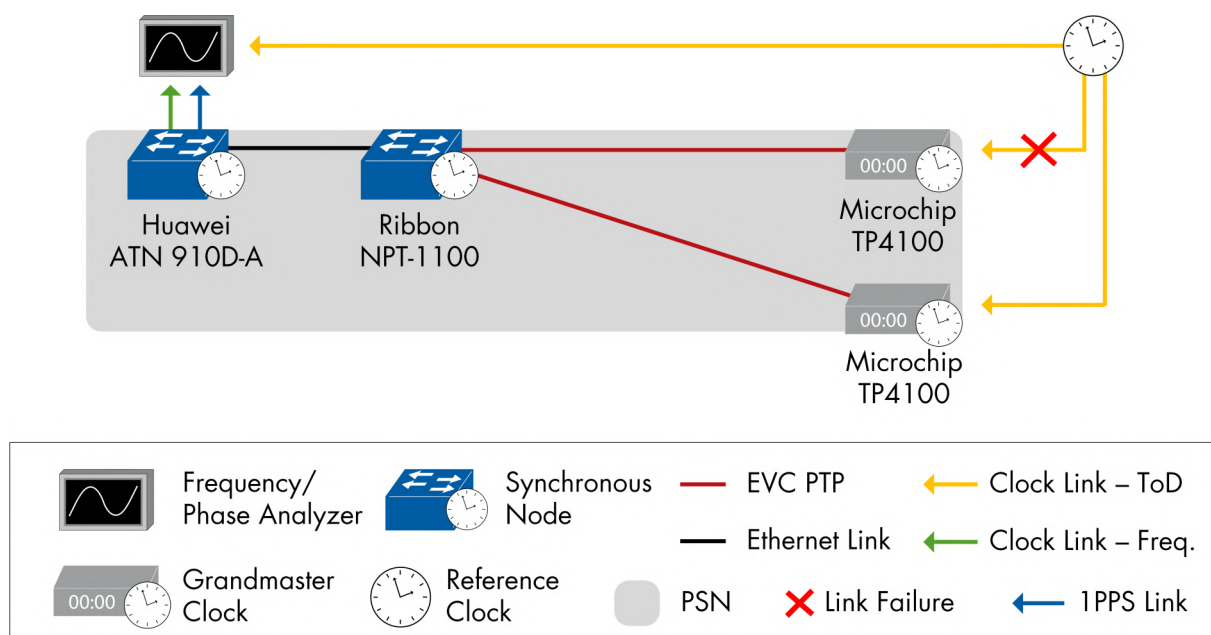 00:00
Huawei
ATN 910D-A
Ribbon
NPT-1100
Microchip
TP4100
00:00
Microchip
TP4100
Frequency/
Phase Analyzer
Synchronous
Node
EVC PTP
Clock Link – ToD
Ethernet Link
Clock Link – Freq.
00:00
Grandmaster
Clock
Reference
Clock
PSN
Link Failure
1PPS Link